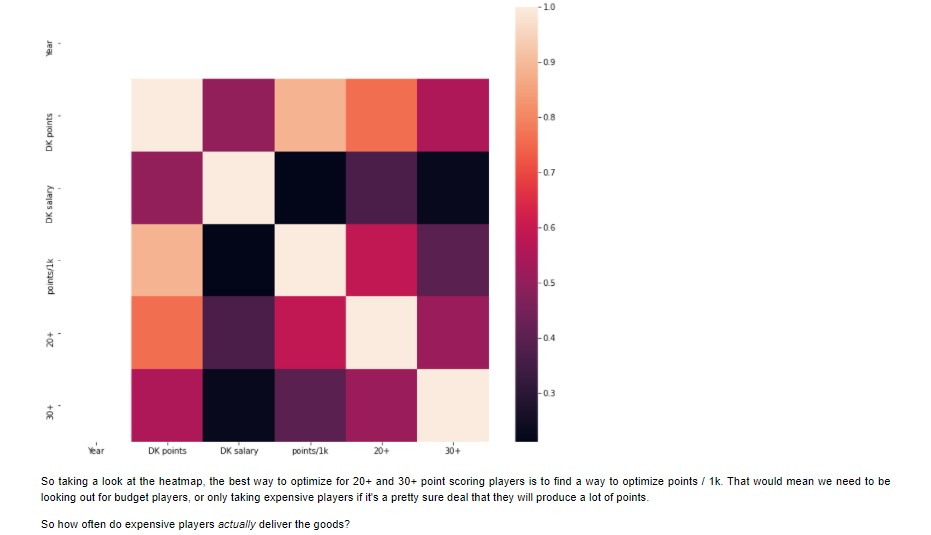 1.0
Year
0.9
DK points
0.8
0.7
DK salary
0.6
points/1k
0.5
20+
0.4
0.3
30+
Year DK points DK salary points/1k 20+ 30+
So taking a look at the heatmap, the best way to optimize for 20+ and 30+ point scoring players is to find a way to optimize points / 1k. That would mean we need to be
looking out for budget players, or only taking expensive players if it's a pretty sure deal that they will produce a lot of points.
So how often do expensive players actually deliver the goods?